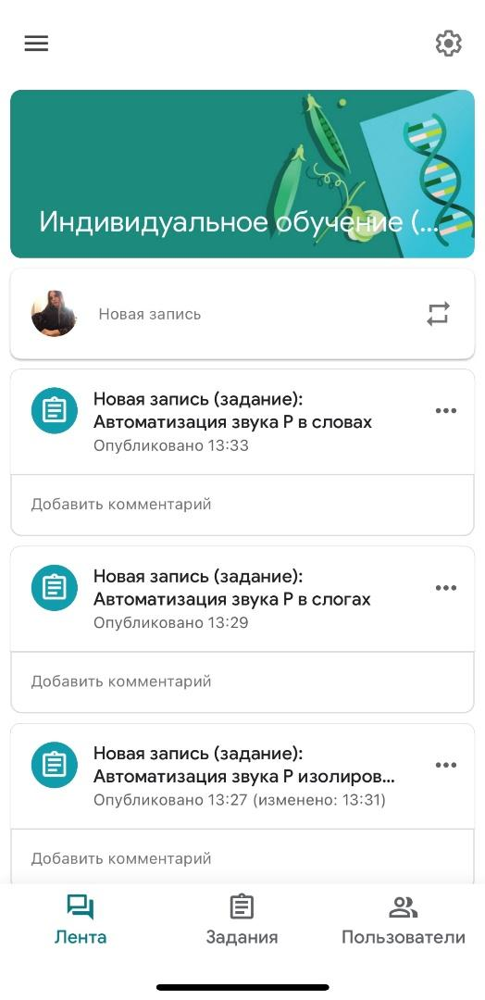 Индивидуальное обучение (...
Новая запись
Новая запись (задание):
Автоматизация звука Р в словах
Опубликовано 13:33
Добавить комментарий
Новая запись (задание):
Автоматизация звука Р в слогах
Опубликовано 13:29
Добавить комментарий
Новая запись (задание):
Автоматизация звука Р изолиров...
Опубликовано 13:27 (изменено: 13:31)
Добавить комментарий
Лента Задания Пользователи